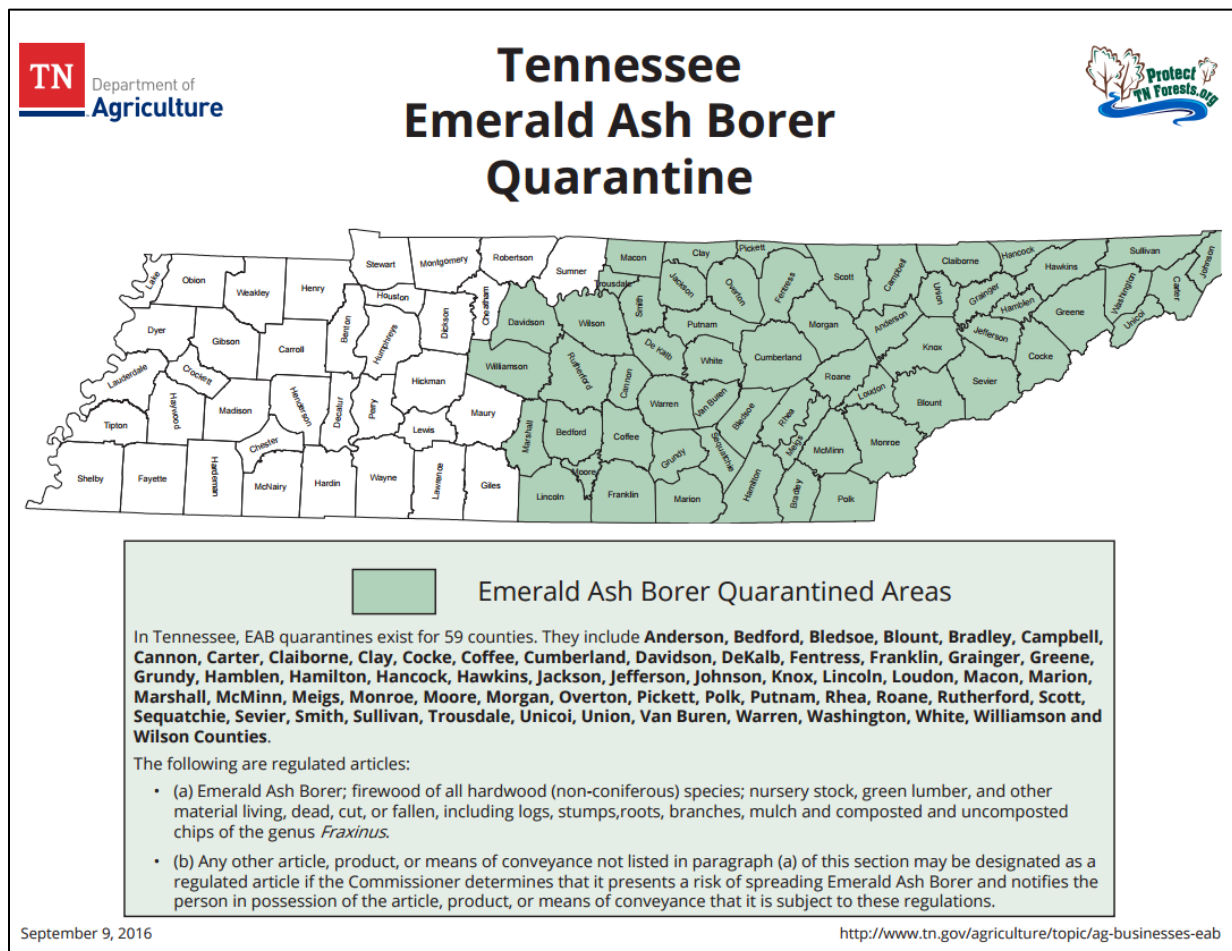 TN
Department of
Agriculture
Tennessee
Emerald Ash Borer
Quarantine
Protect
TN Forests.org
Lake
Obion
Weakley
Henry
Stewart
Montgomery
Robertson
Sumner
Macon
Clay
Pickett
Scott
Campbell
Claiborne
Hancock
Hawkins
Sullivan
Johnson
Carter
Washington
Unicoi
Greene
Hamblen
Grainger
Union
Houston
Cheatham
Dickson
Humphreys
Benton
Carroll
Gibson
Dyer
Trousdale
Smith
Jackson
Overton
Fentress
Morgan
Anderson
Knox
Jefferson
Cocke
Sevier
Davidson
Wilson
Putnam
De Kalb
White
Cumberland
Roane
Loudon
Blount
Lauderdale
Crockett
Haywood
Madison
Henderson
Decatur
Perry
Hickman
Williamson
Rutherford
Cannon
Warren
Van Buren
Bledsoe
Rhea
Meigs
McMinn
Monroe
Tipton
Chester
Lewis
Maury
Marshall
Bedford
Coffee
Grundy
Sequatchie
Shelby
Fayette
Hardeman
McNairy
Hardin
Wayne
Lawrence
Giles
Lincoln
Moore
Franklin
Marion
Hamilton
Bradley
Polk
Emerald Ash Borer Quarantined Areas
In Tennessee, EAB quarantines exist for 59 counties. They include Anderson, Bedford, Bledsoe, Blount, Bradley, Campbell,
Cannon, Carter, Claiborne, Clay, Cocke, Coffee, Cumberland, Davidson, DeKalb, Fentress, Franklin, Grainger, Greene,
Grundy, Hamblen, Hamilton, Hancock, Hawkins, Jackson, Jefferson, Johnson, Knox, Lincoln, Loudon, Macon, Marion,
Marshall, McMinn, Meigs, Monroe, Moore, Morgan, Overton, Pickett, Polk, Putnam, Rhea, Roane, Rutherford, Scott,
Sequatchie, Sevier, Smith, Sullivan, Trousdale, Unicoi, Union, Van Buren, Warren, Washington, White, Williamson and
Wilson Counties.
The following are regulated articles:
• (a) Emerald Ash Borer; firewood of all hardwood (non-coniferous) species; nursery stock, green lumber, and other
material living, dead, cut, or fallen, including logs, stumps,roots, branches, mulch and composted and uncomposted
chips of the genus Fraxinus.
• (b) Any other article, product, or means of conveyance not listed in paragraph (a) of this section may be designated as a
regulated article if the Commissioner determines that it presents a risk of spreading Emerald Ash Borer and notifies the
person in possession of the article, product, or means of conveyance that it is subject to these regulations.
September 9, 2016
http://www.tn.gov/agriculture/topic/ag-businesses-eab